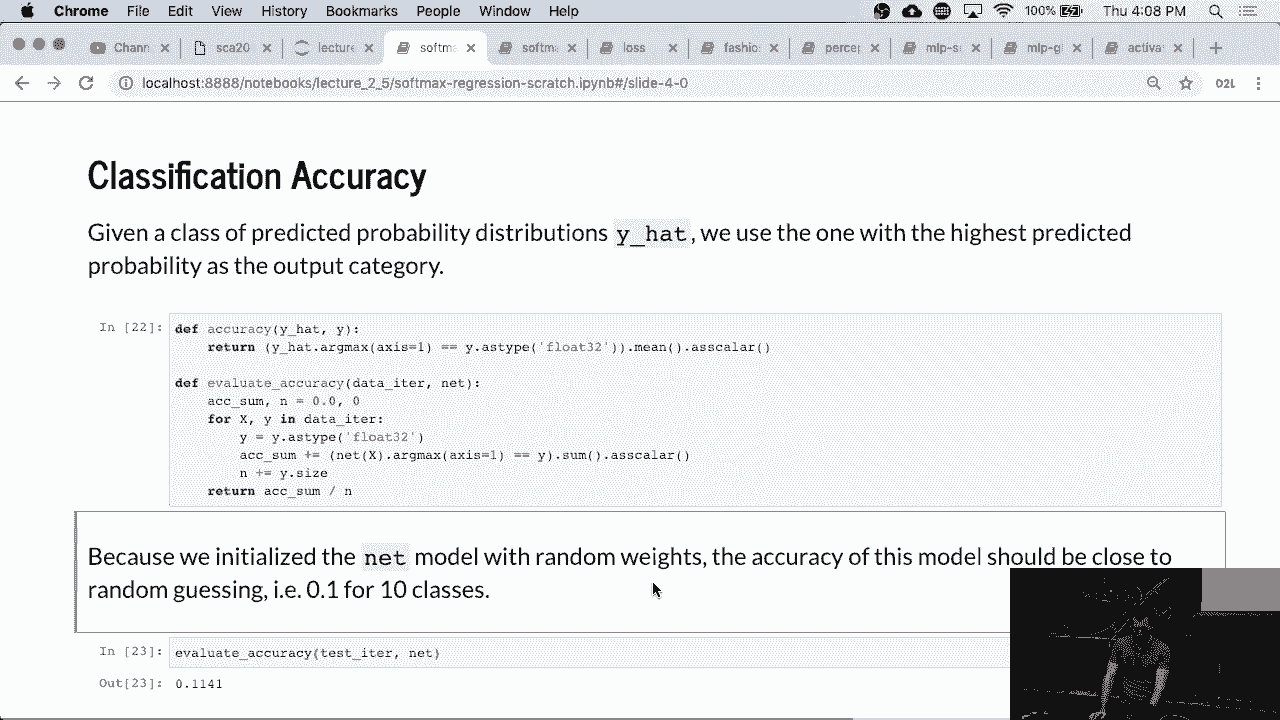 Chrome File Edit View History Bookmarks People Window Help 100% Thu 4:08 PM
Chann sca20 lecture softma softma loss fashio percep mlp-s mlp-g activa
localhost:8888/notebooks/lecture_2_5/softmax-regression-scratch.ipynb#/slide-4-0
Classification Accuracy
Given a class of predicted probability distributions y_hat, we use the one with the highest predicted
probability as the output category.
In [22]: def accuracy(y_hat, y):
return (y_hat.argmax(axis=1) == y.astype('float32')).mean().asscalar()
def evaluate_accuracy(data_iter, net):
acc_sum, n = 0.0, 0
for X, y in data_iter:
y = y.astype('float32')
acc_sum += (net(X).argmax(axis=1) == y).sum().asscalar()
n += y.size
return acc_sum / n
Because we initialized the net model with random weights, the accuracy of this model should be close to
random guessing, i.e. 0.1 for 10 classes.
In [23]: evaluate_accuracy(test_iter, net)
Out[23]: 0.1141